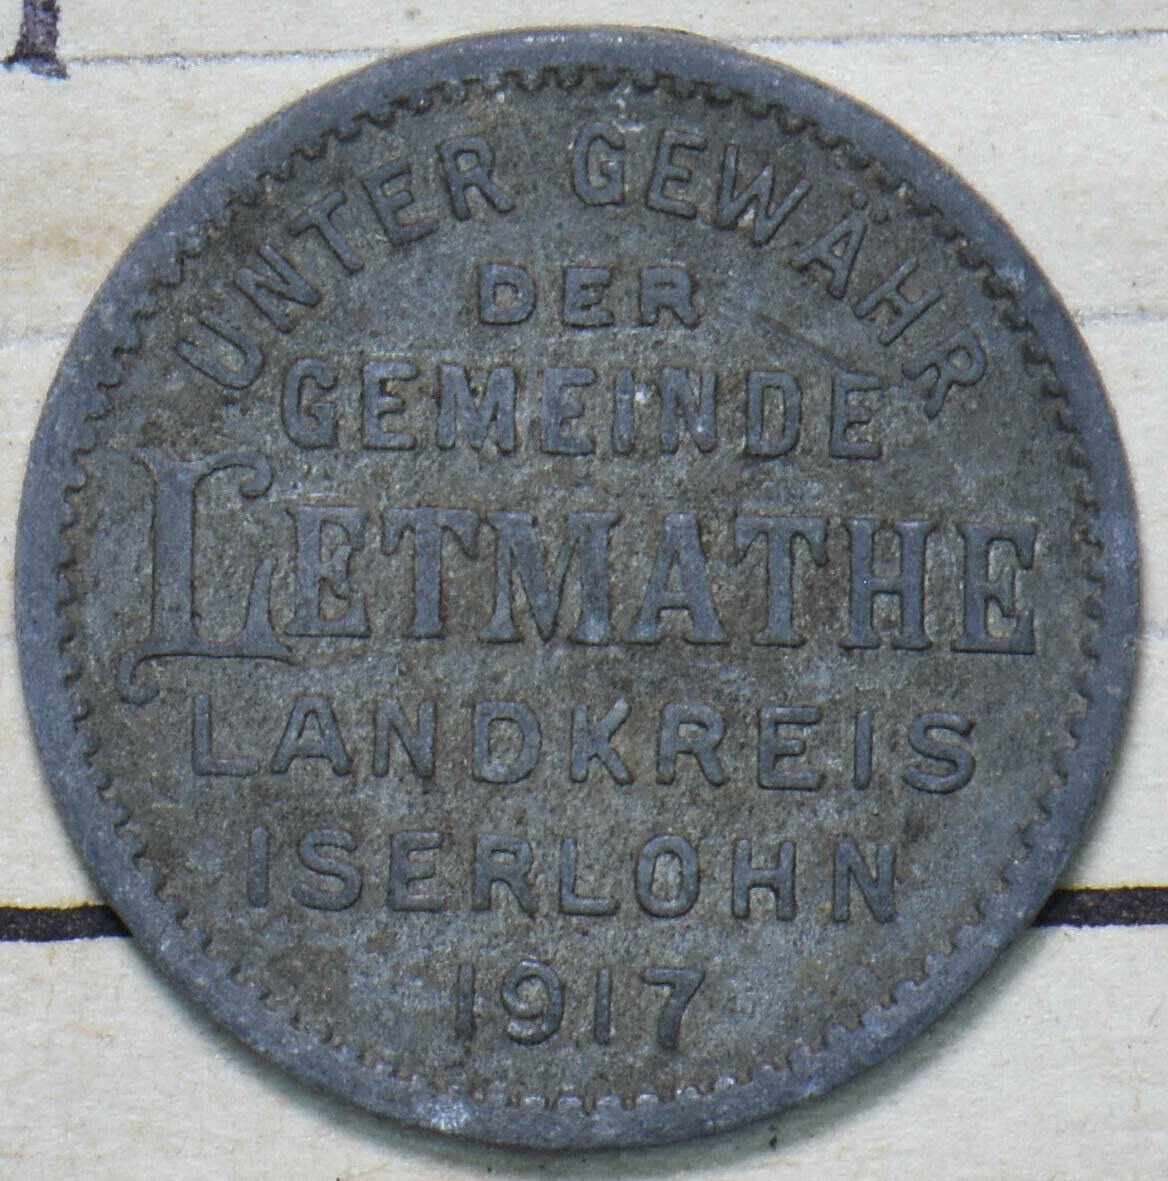 UNTER GEWÄHR
DER
GEMEINDE
LETMATHE
LANDKREIS
ISERLOHN
1917